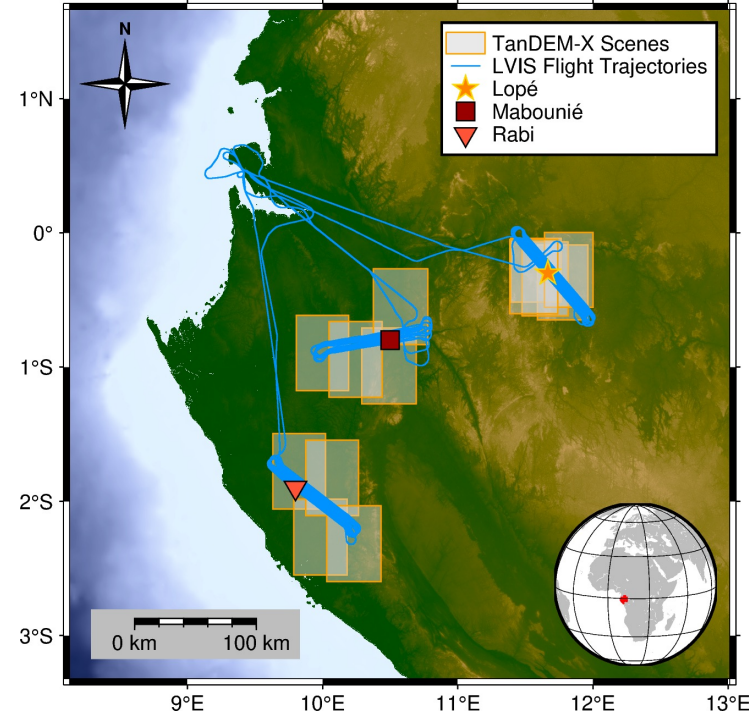 N
TanDEM-X Scenes
LVIS Flight Trajectories
Lopé
Mabounié
Rabi
1°N
0°
1°S
2°S
3°S
0 km 100 km
9°E 10°E 11°E 12°E 13°E